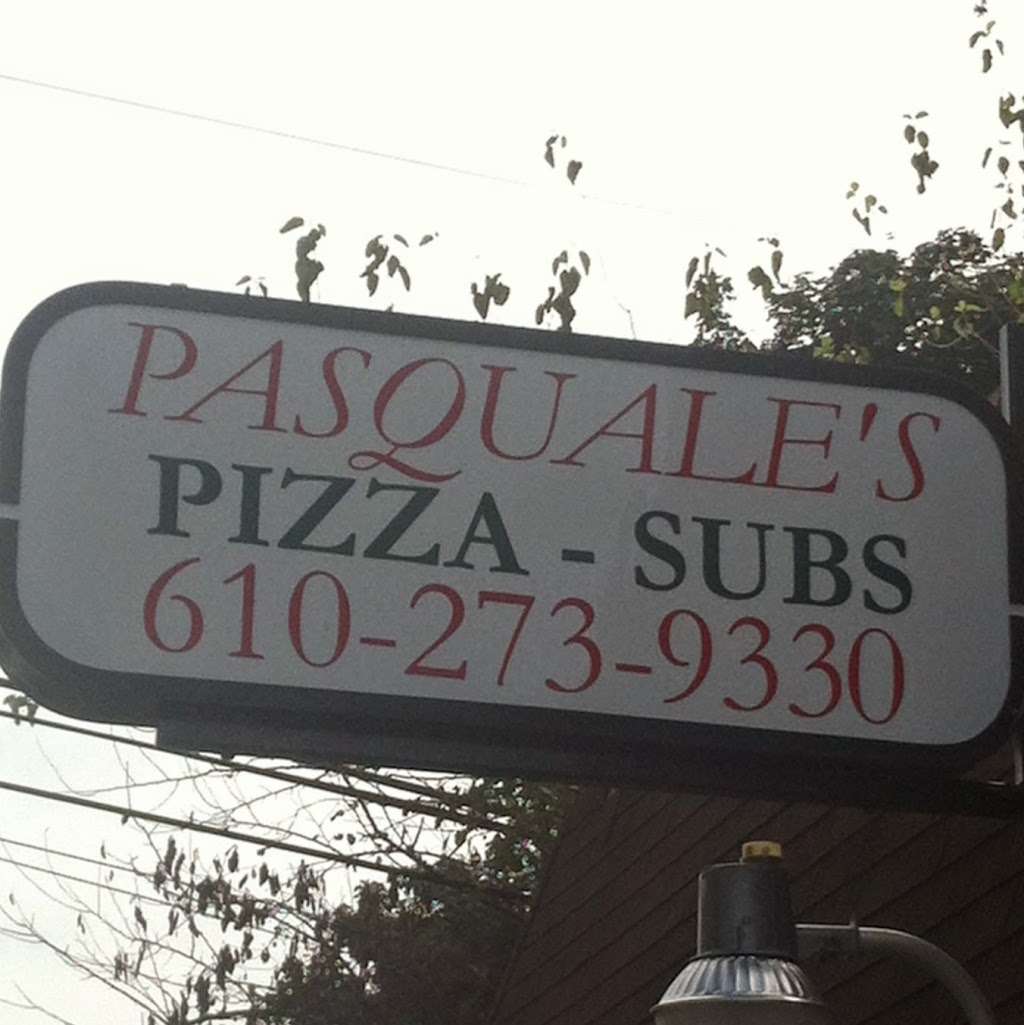 PASQUALE'S
PIZZA - SUBS
610-273-9330